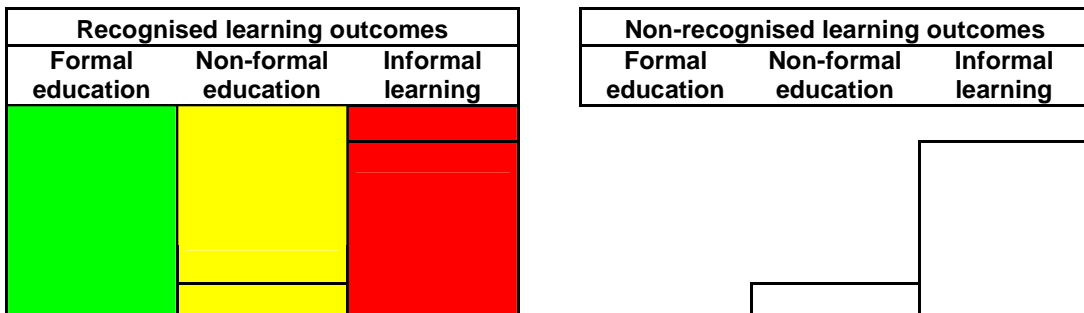 Recognised learning outcomes
Formal education
Non-formal education
Informal learning
Non-recognised learning outcomes
Formal education
Non-formal education
Informal learning